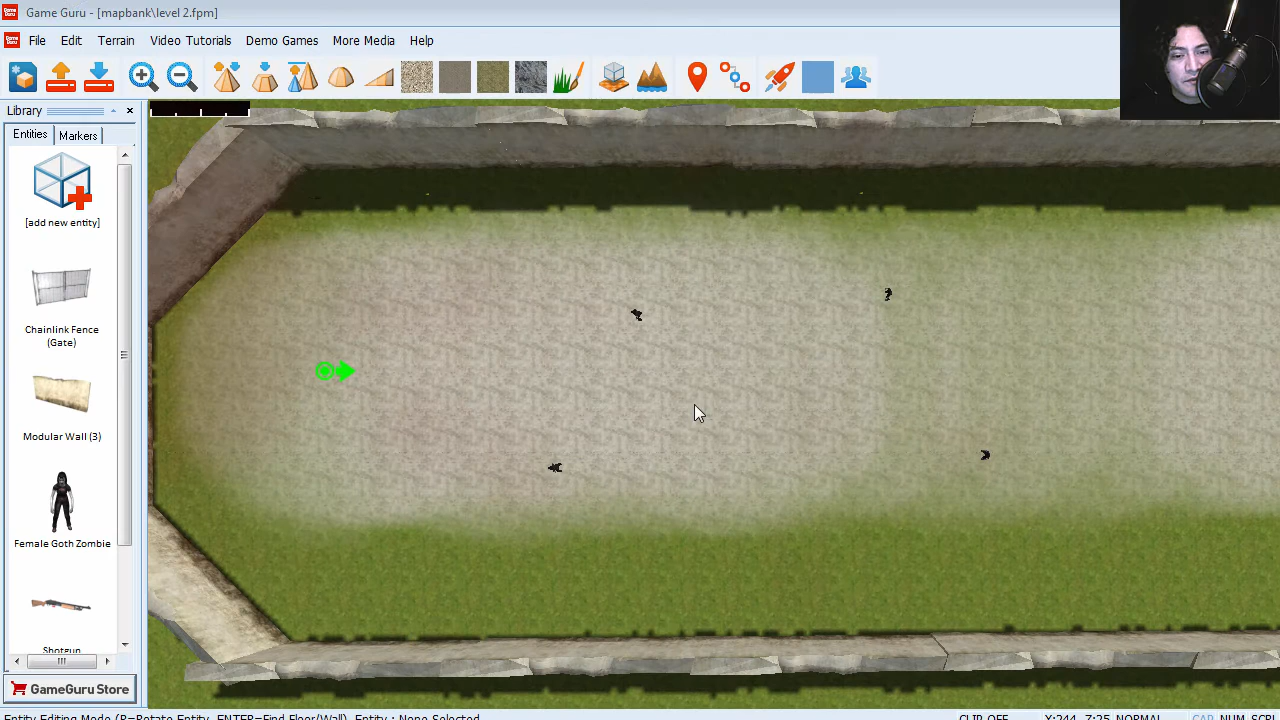 Game Guru - [mapbank\level 2.fpm]
File Edit Terrain Video Tutorials Demo Games More Media Help
Library
Entities Markers
[add new entity]
Chainlink Fence
(Gate)
Modular Wall (3)
Female Goth Zombie
Shotgun
GameGuru Store
Entity Editing Mode (R=Rotate Entity, ENTER=Find Floor/Wall) Entity : None Selected
CLIP OFF X:244 Z:25 NORMAL CAP NUM SCRL